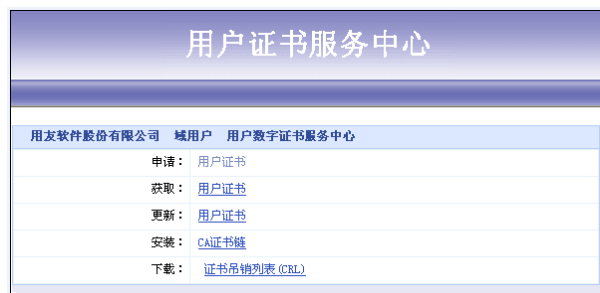 用户证书服务中心
用友软件股份有限公司 域用户 用户数字证书服务中心
申请： 用户证书
获取： 用户证书
更新： 用户证书
安装： CA证书链
下载： 证书吊销列表(CRL)